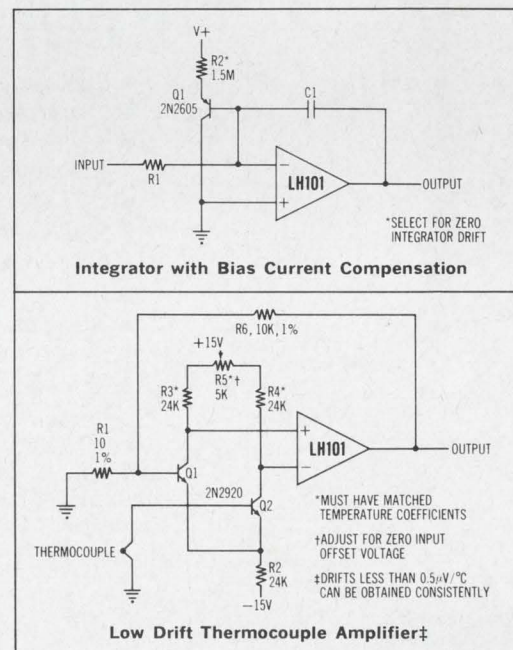 V+
R2*
1.5M
Q1
2N2605
C1
INPUT
R1
−
+
LH101
OUTPUT
*SELECT FOR ZERO
INTEGRATOR DRIFT
Integrator with Bias Current Compensation
R6, 10K, 1%
+15V
R3*
24K
R5*†
5K
R4*
24K
R1
10
1%
+
−
LH101
OUTPUT
Q1
2N2920
Q2
THERMOCOUPLE
R2
24K
−15V
*MUST HAVE MATCHED
TEMPERATURE COEFFICIENTS
†ADJUST FOR ZERO INPUT
OFFSET VOLTAGE
‡DRIFTS LESS THAN 0.5μV/°C
CAN BE OBTAINED CONSISTENTLY
Low Drift Thermocouple Amplifier‡